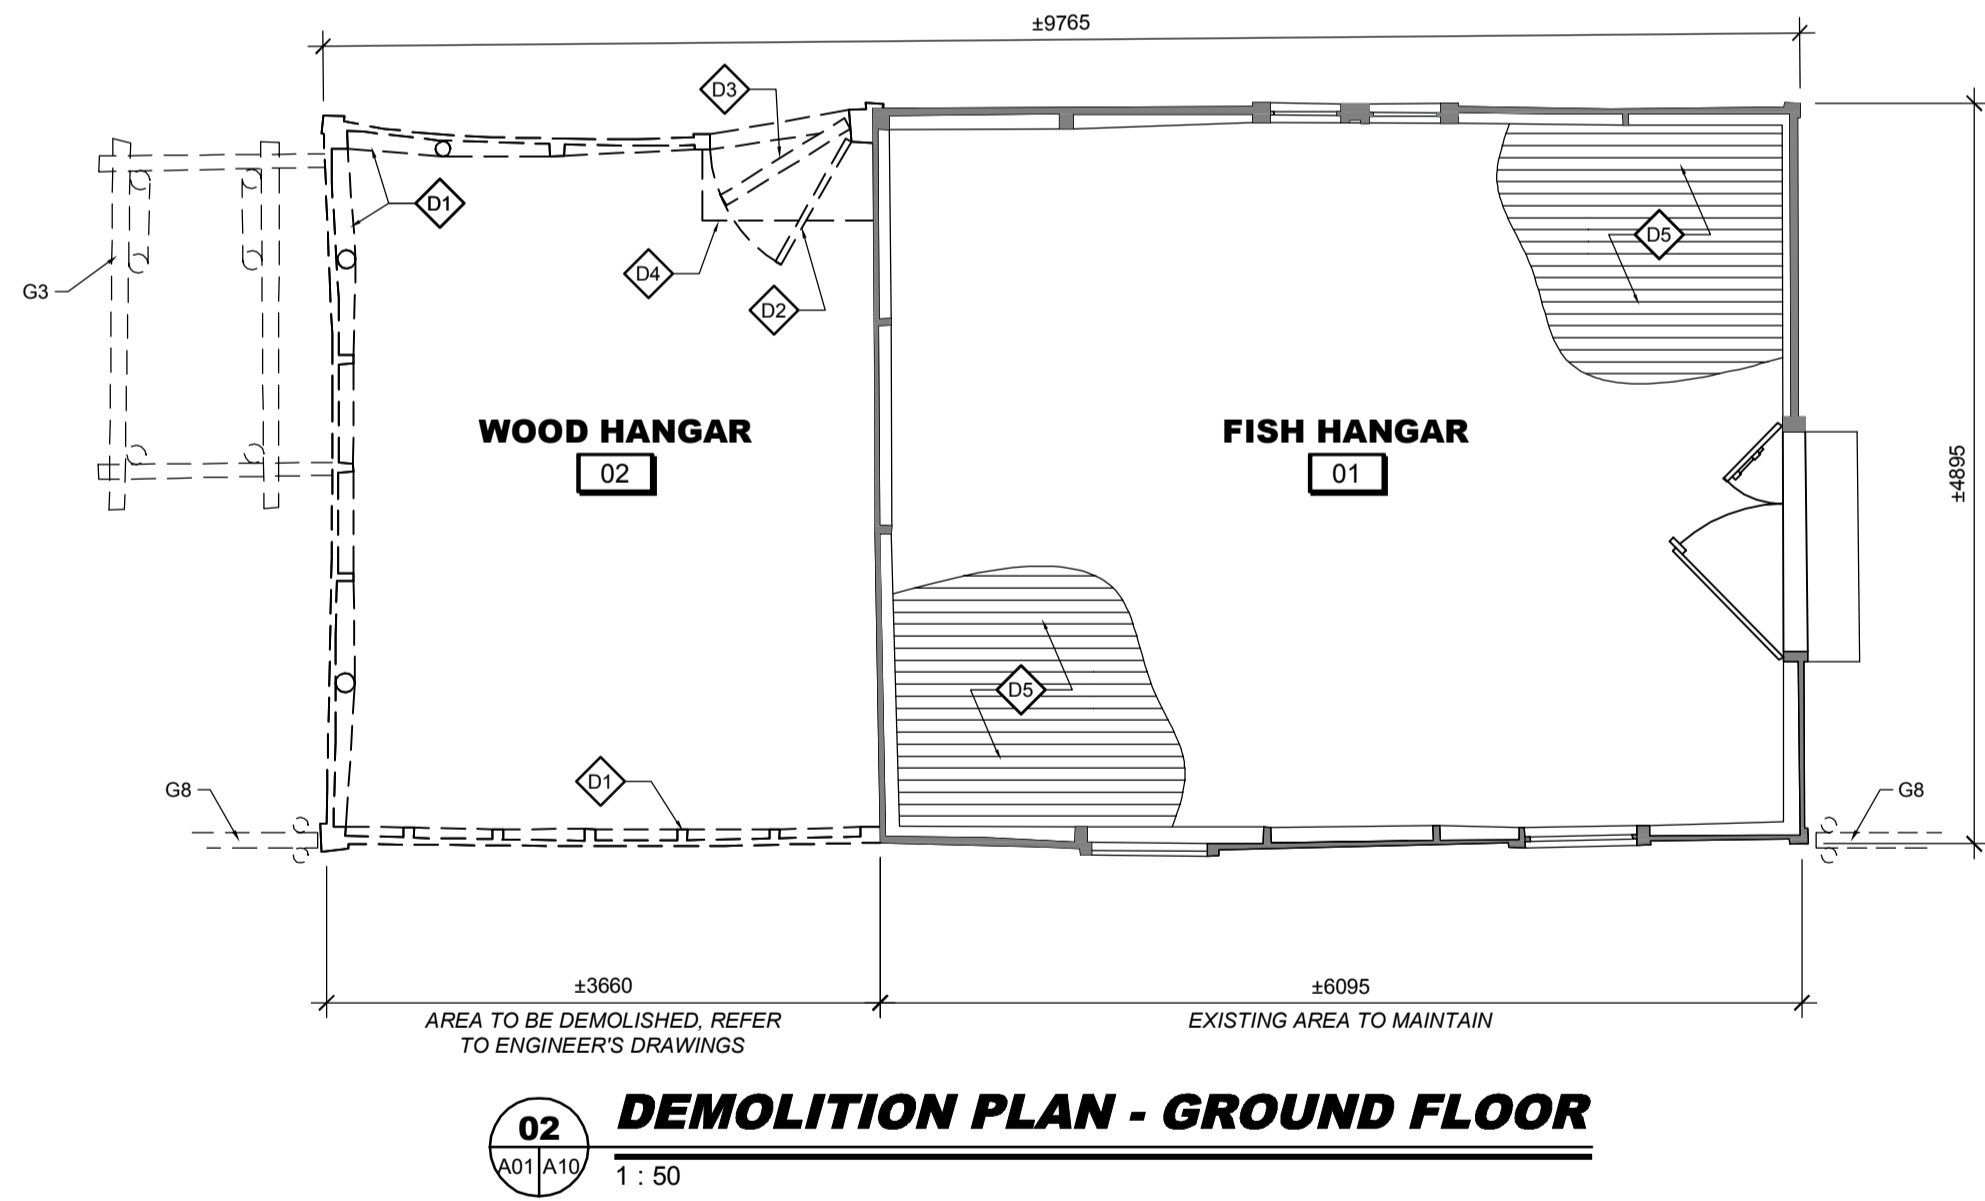 ±9765
D3
D1
D5
D4
D2
G3
WOOD HANGAR
02
FISH HANGAR
01
±4895
D5
D1
G8
G8
±3660
AREA TO BE DEMOLISHED, REFER
TO ENGINEER'S DRAWINGS
±6095
EXISTING AREA TO MAINTAIN
02
A01 A10
DEMOLITION PLAN - GROUND FLOOR
1 : 50